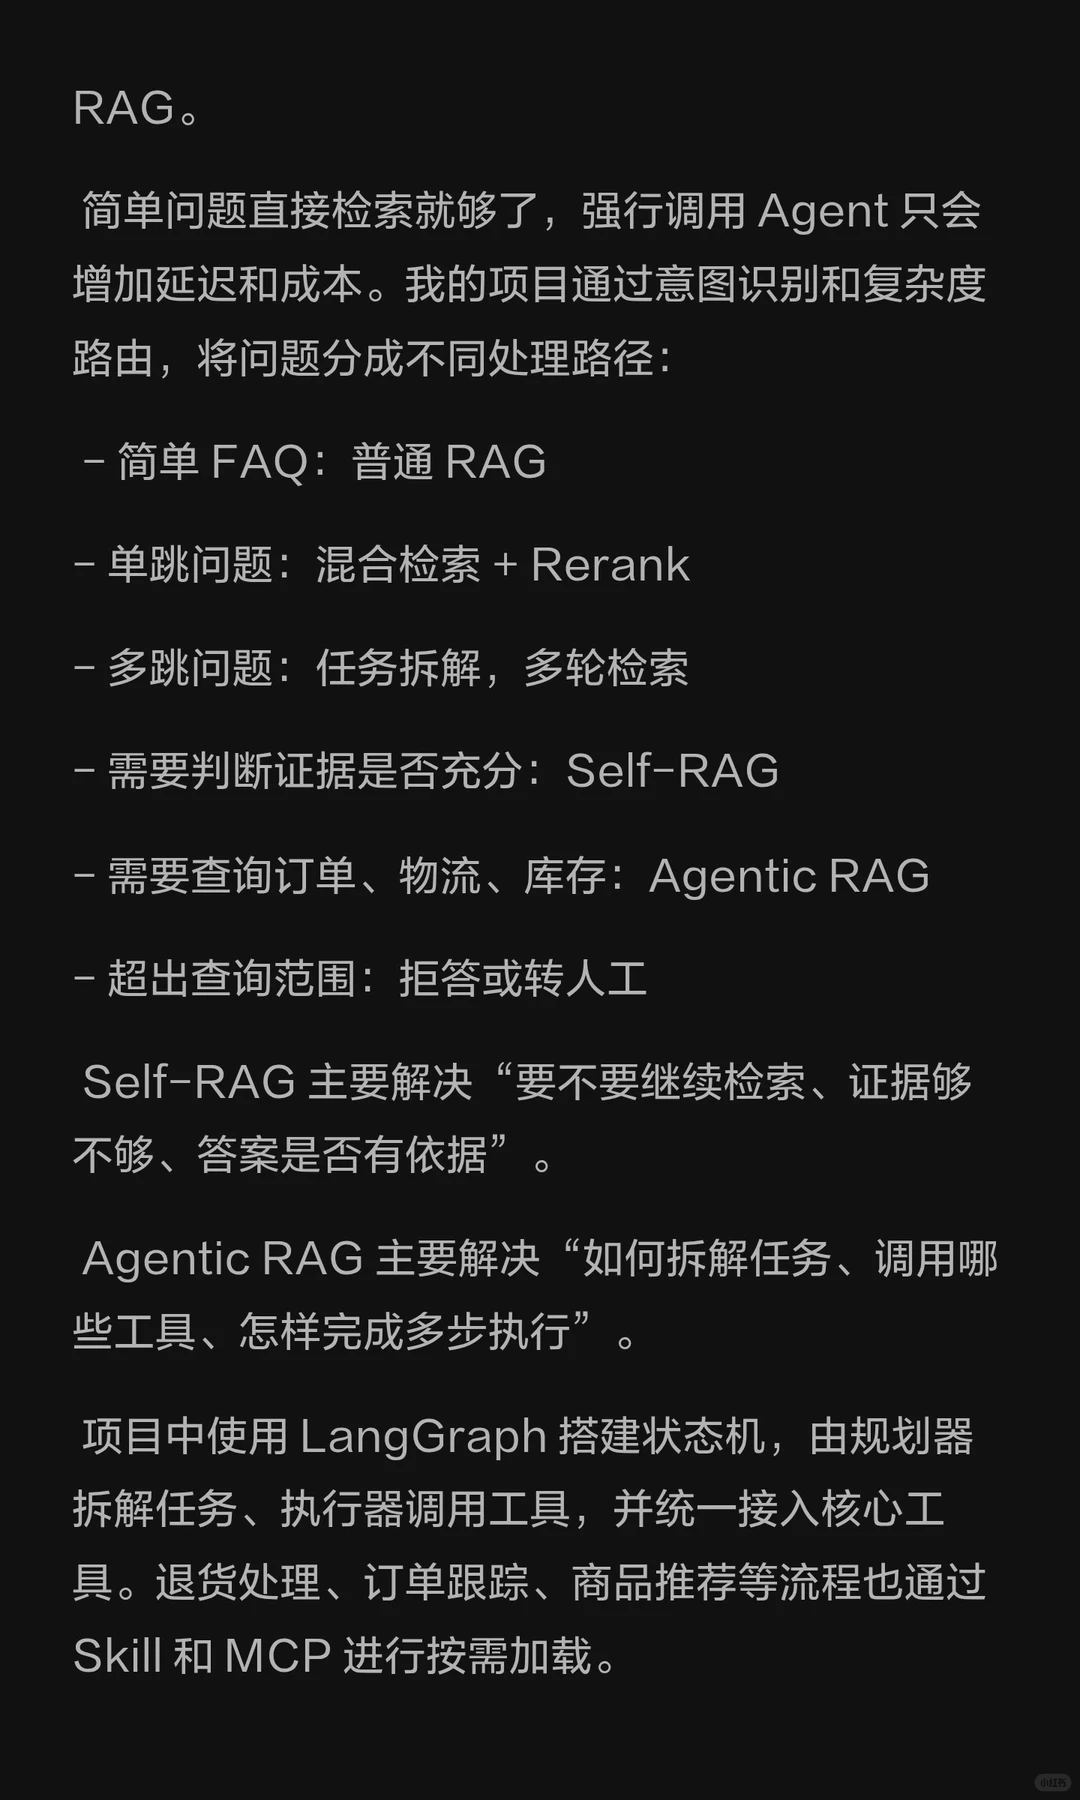 RAG。
简单问题直接检索就够了，强行调用 Agent 只会
增加延迟和成本。我的项目通过意图识别和复杂度
路由，将问题分成不同处理路径：
- 简单 FAQ：普通 RAG
- 单跳问题：混合检索 + Rerank
- 多跳问题：任务拆解，多轮检索
- 需要判断证据是否充分：Self-RAG
- 需要查询订单、物流、库存：Agentic RAG
- 超出查询范围：拒答或转人工
Self-RAG 主要解决“要不要继续检索、证据够
不够、答案是否有依据”。
Agentic RAG 主要解决“如何拆解任务、调用哪
些工具、怎样完成多步执行”。
项目中使用 LangGraph 搭建状态机，由规划器
拆解任务、执行器调用工具，并统一接入核心工
具。退货处理、订单跟踪、商品推荐等流程也通过
Skill 和 MCP 进行按需加载。
小红书